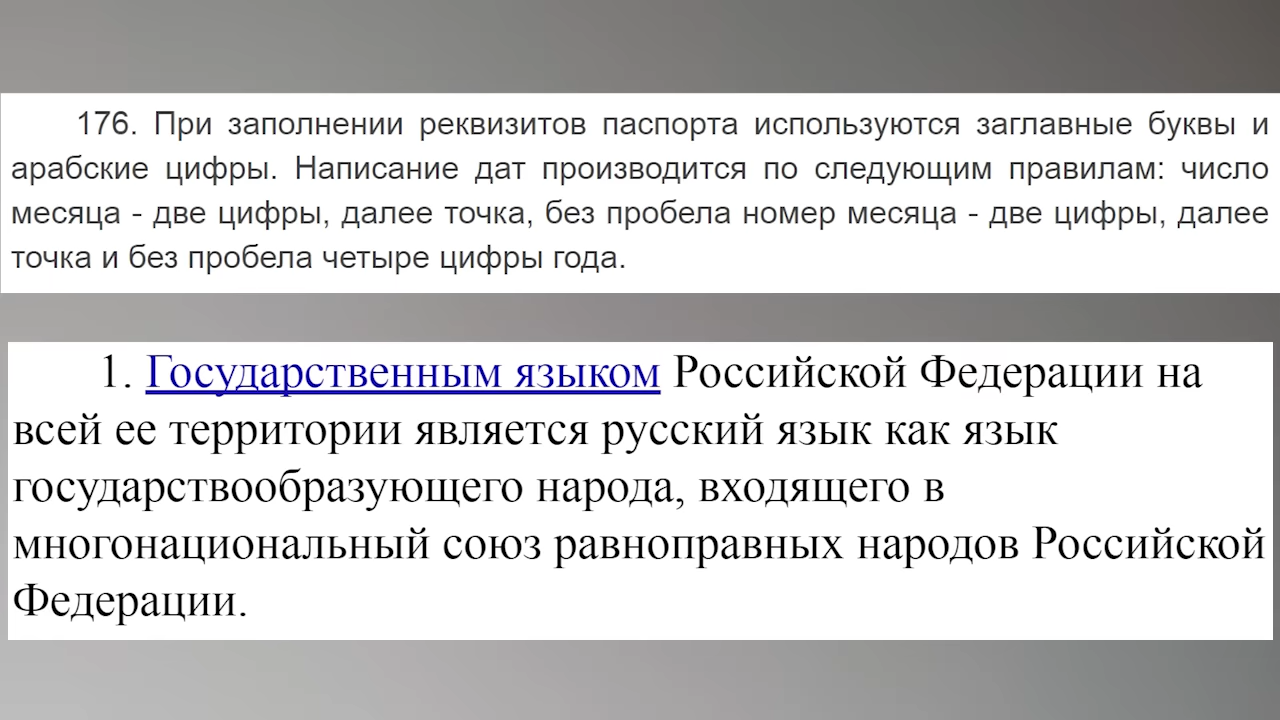 176. При заполнении реквизитов паспорта используются заглавные буквы и
арабские цифры. Написание дат производится по следующим правилам: число
месяца - две цифры, далее точка, без пробела номер месяца - две цифры, далее
точка и без пробела четыре цифры года.
1. Государственным языком Российской Федерации на
всей ее территории является русский язык как язык
государствообразующего народа, входящего в
многонациональный союз равноправных народов Российской
Федерации.